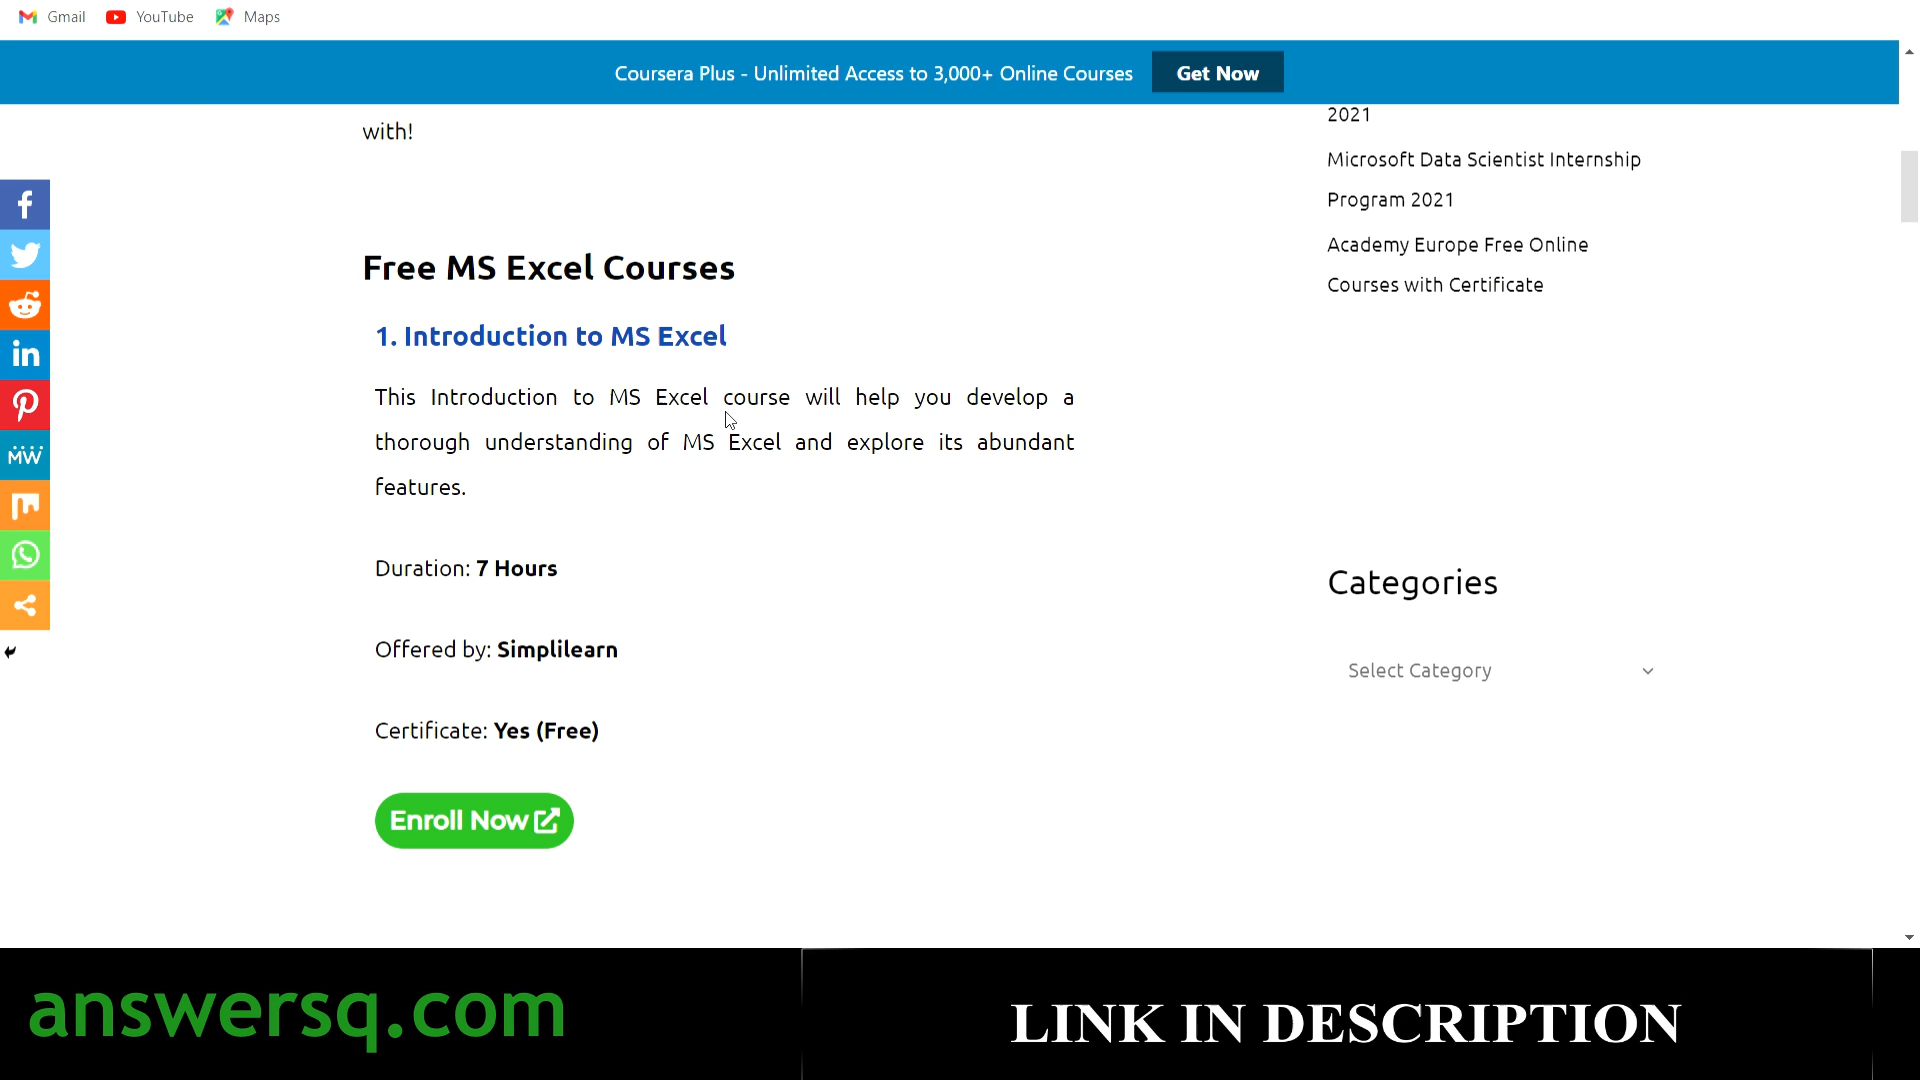 Gmail YouTube Maps
Coursera Plus - Unlimited Access to 3,000+ Online Courses Get Now
with!
Free MS Excel Courses
1. Introduction to MS Excel
This Introduction to MS Excel course will help you develop a
thorough understanding of MS Excel and explore its abundant
features.
Duration: 7 Hours
Offered by: Simplilearn
Certificate: Yes (Free)
Enroll Now
2021
Microsoft Data Scientist Internship
Program 2021
Academy Europe Free Online
Courses with Certificate
Categories
Select Category
f
in
MW
answersq.com
LINK IN DESCRIPTION